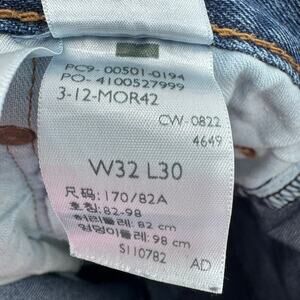 PC9- 00501-0194
PO- 4100527999
3-12-MOR42
CW-0822
4649
W32 L30
尺码: 170/82A
호칭: 82-98
허리둘레: 82 cm
엉덩이둘레: 98 cm
S110782
AD